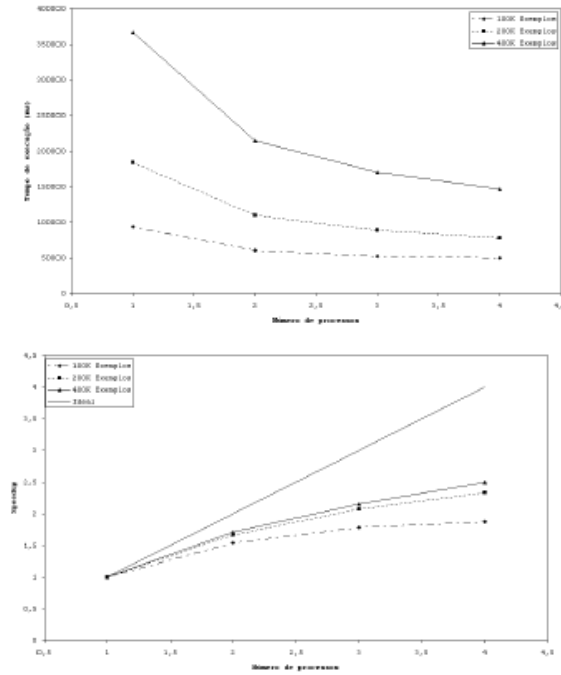 400000
350000
300000
250000
200000
150000
100000
50000
0
Tempo de execução (ms)
100K Exemplos
200K Exemplos
400K Exemplos
0,5 1 1,5 2 2,5 3 3,5 4 4,5
Número de processos
4,5
4
3,5
3
2,5
2
1,5
1
0,5
0
Speedup
100K Exemplos
200K Exemplos
400K Exemplos
Ideal
0,5 1 1,5 2 2,5 3 3,5 4 4,5
Número de processos